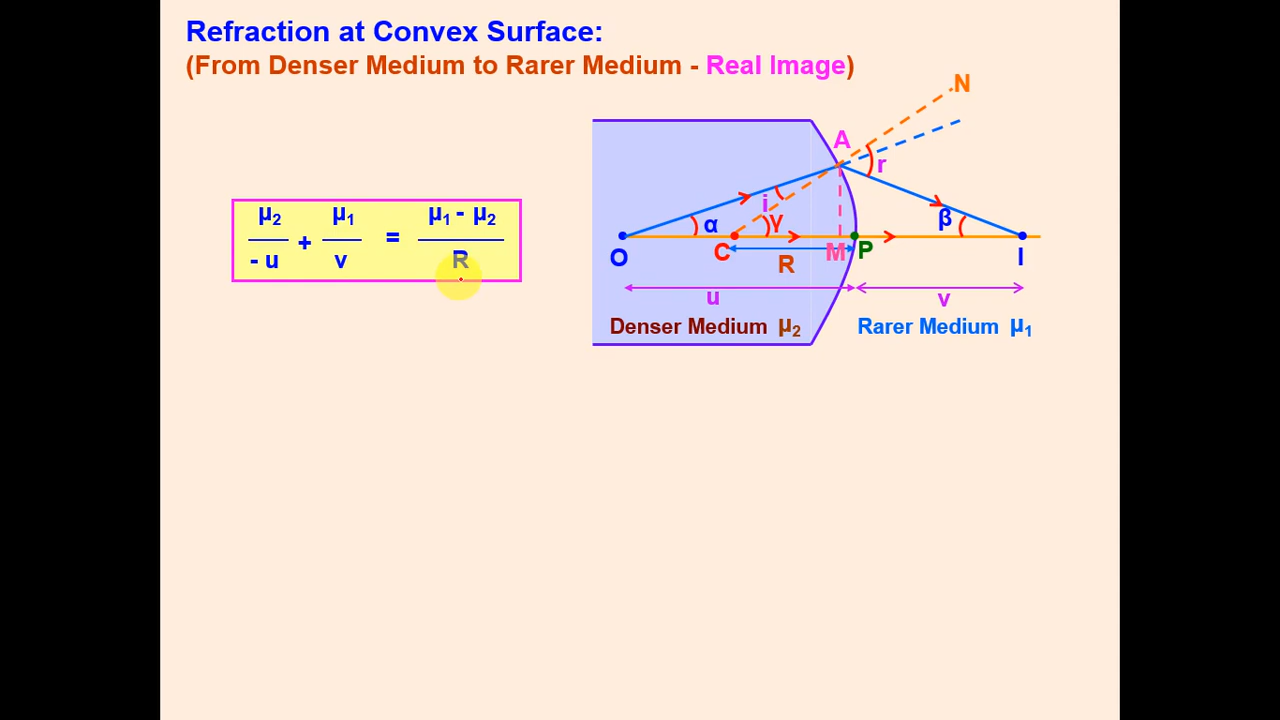 Refraction at Convex Surface:
(From Denser Medium to Rarer Medium - Real Image)
N
A
r
μ₂ μ₁ μ₁ - μ₂
+ =
- u v R
i
α γ β
O C M P I
R
u v
Denser Medium μ₂ Rarer Medium μ₁